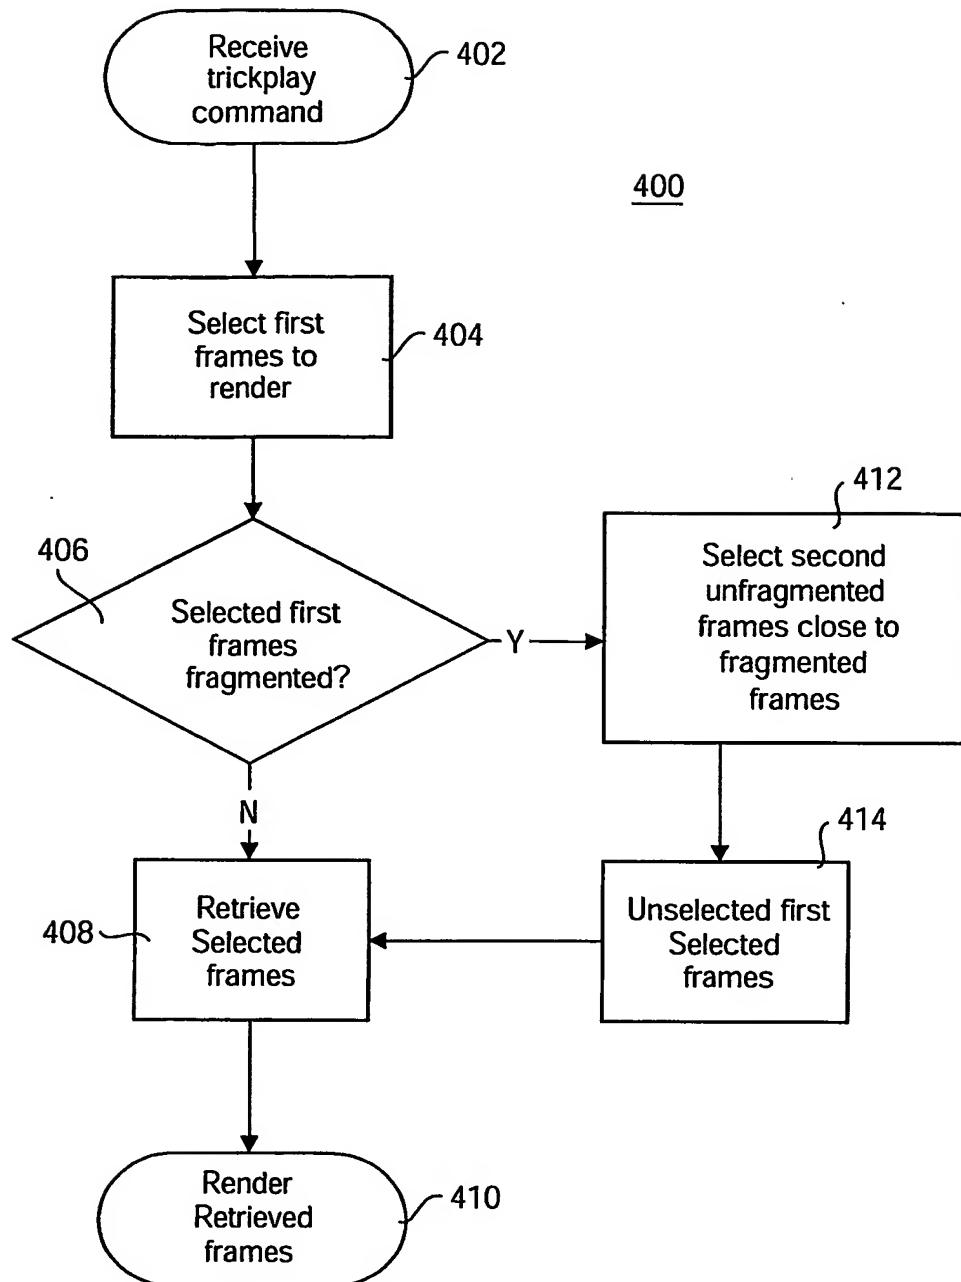 Receive
trickplay
command
402
400
Select first
frames to
render
404
406
Selected first
frames
fragmented?
Y
N
412
Select second
unfragmented
frames close to
fragmented
frames
414
Unselected first
Selected
frames
408
Retrieve
Selected
frames
Render
Retrieved
frames
410